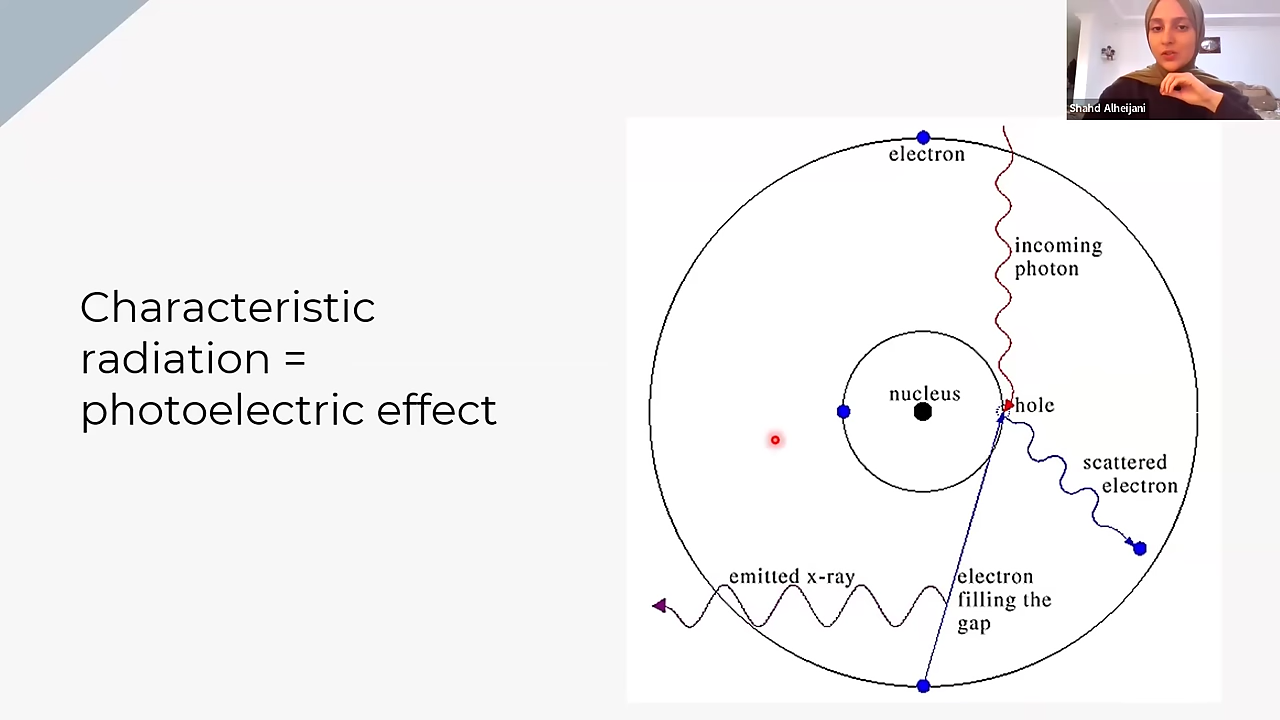 Characteristic
radiation =
photoelectric effect
Shahd Alheijani
electron
incoming
photon
nucleus
hole
scattered
electron
emitted x-ray
electron
filling the
gap